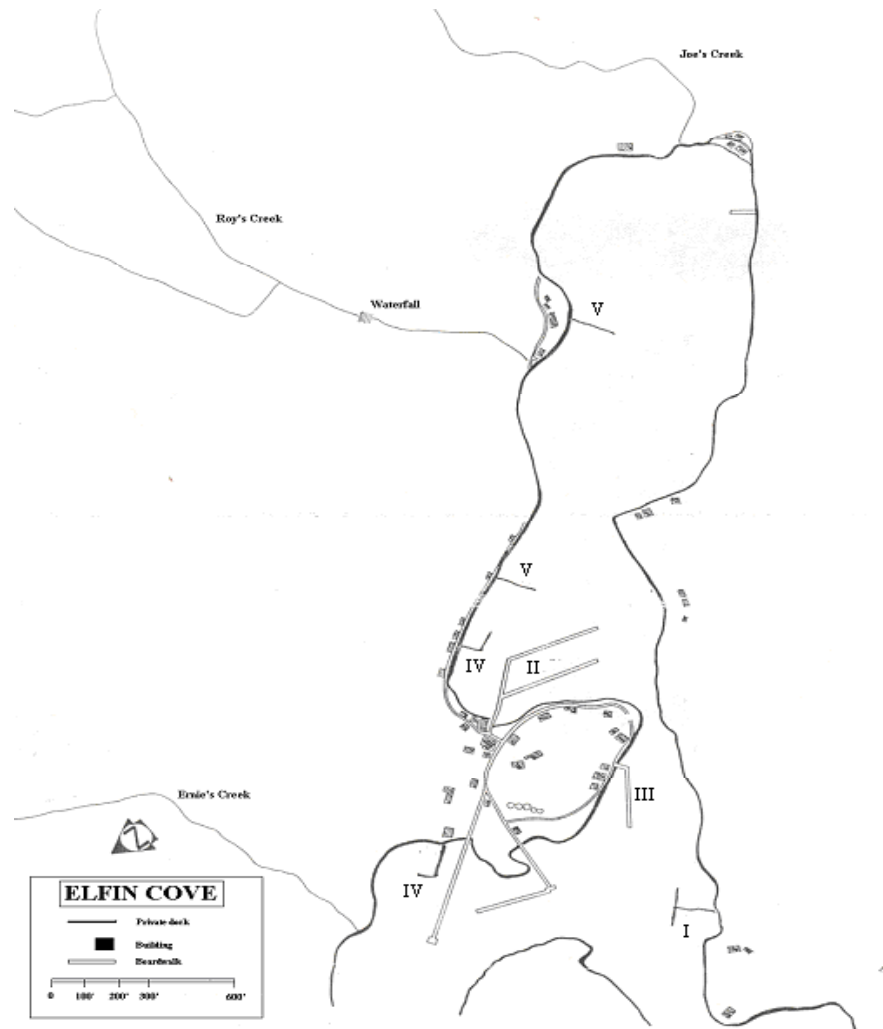 Joe's Creek
Roy's Creek
Waterfall
V
V
IV
II
Ernie's Creek
III
N
IV
I
ELFIN COVE
Private dock
Building
Boardwalk
0 100' 200' 300' 600'